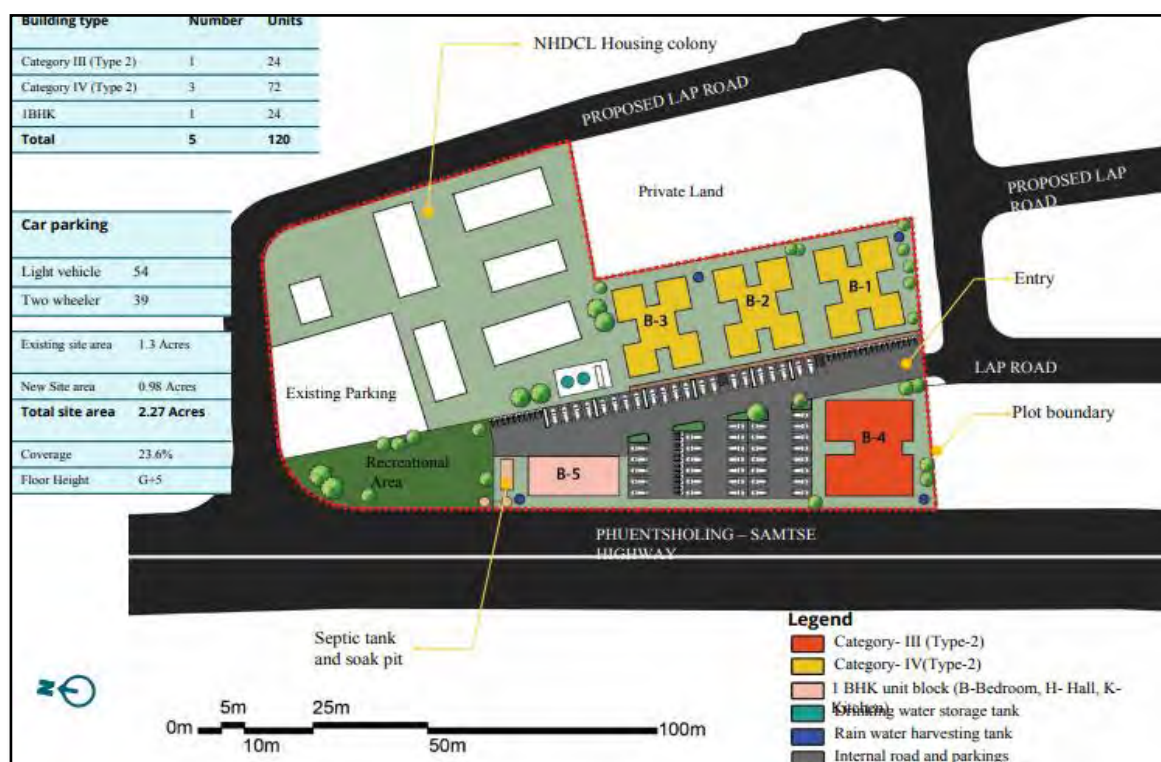 Building type Number Units
Category III (Type 2) 1 24
Category IV (Type 2) 3 72
1BHK 1 24
Total 5 120
Car parking
Light vehicle 54
Two wheeler 39
Existing site area 1.3 Acres
New Site area 0.98 Acres
Total site area 2.27 Acres
Coverage 23.6%
Floor Height G+5
NHDCL Housing colony
PROPOSED LAP ROAD
Private Land
PROPOSED LAP
ROAD
B-1
B-2
B-3
Entry
LAP ROAD
Existing Parking
Plot boundary
B-4
Recreational
Area
B-5
PHUENTSHOLING – SAMTSE
HIGHWAY
Septic tank
and soak pit
N
5m 25m
0m 100m
10m 50m
Legend
Category- III (Type-2)
Category- IV(Type-2)
1 BHK unit block (B-Bedroom, H- Hall, K-
Kitchen)
Drinking water storage tank
Rain water harvesting tank
Internal road and parkings